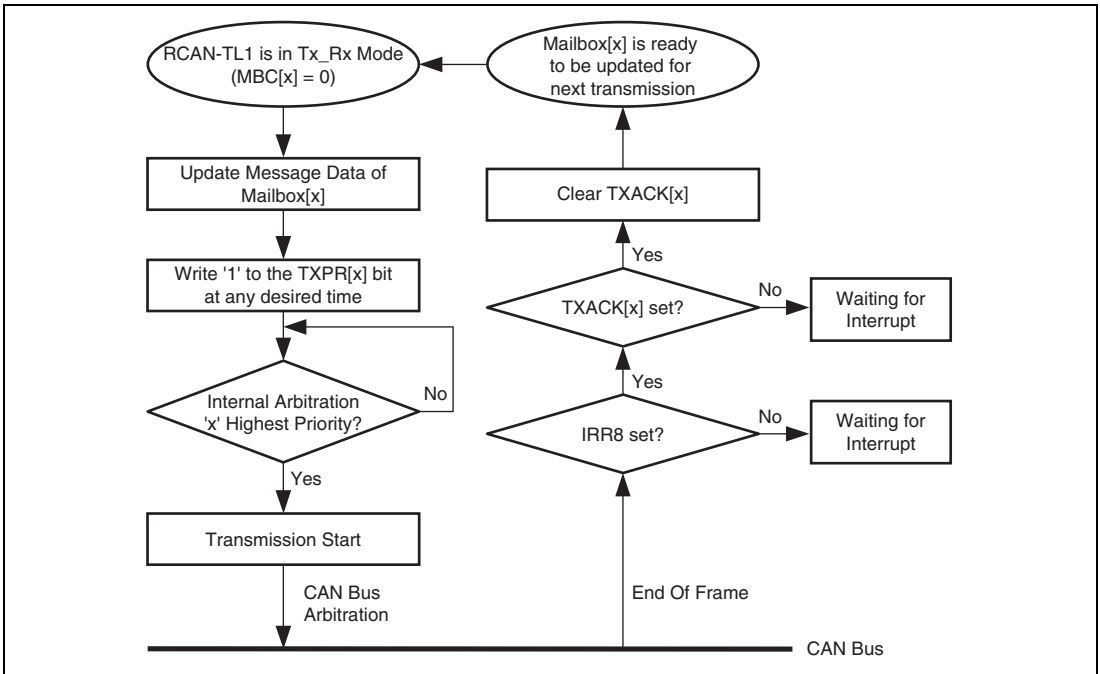 RCAN-TL1 is in Tx_Rx Mode
(MBC[x] = 0)
Update Message Data of
Mailbox[x]
Write '1' to the TXPR[x] bit
at any desired time
Internal Arbitration
'x' Highest Priority?
No
Yes
Transmission Start
CAN Bus
Arbitration
CAN Bus
End Of Frame
IRR8 set?
No
Waiting for
Interrupt
Yes
TXACK[x] set?
No
Waiting for
Interrupt
Yes
Clear TXACK[x]
Mailbox[x] is ready
to be updated for
next transmission